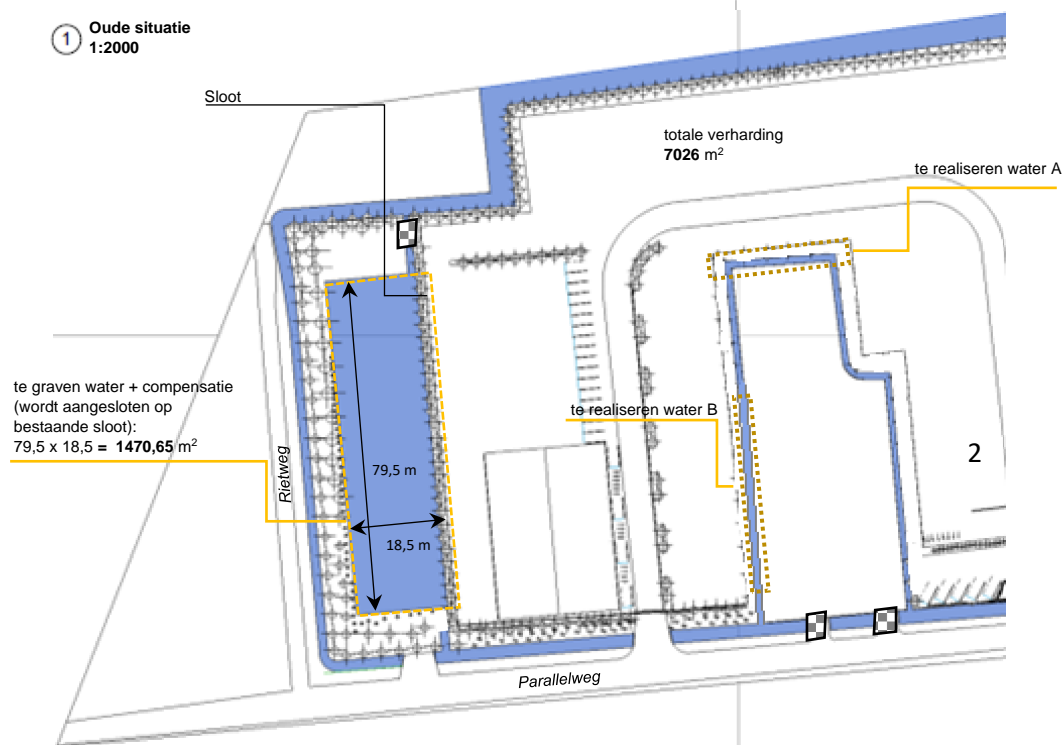 1
Oude situatie
1:2000
Sloot
totale verharding
7026 m²
te realiseren water A
te graven water + compensatie
(wordt aangesloten op
bestaande sloot):
79,5 x 18,5 = 1470,65 m²
te realiseren water B
Rietweg
79,5 m
18,5 m
2
Parallelweg